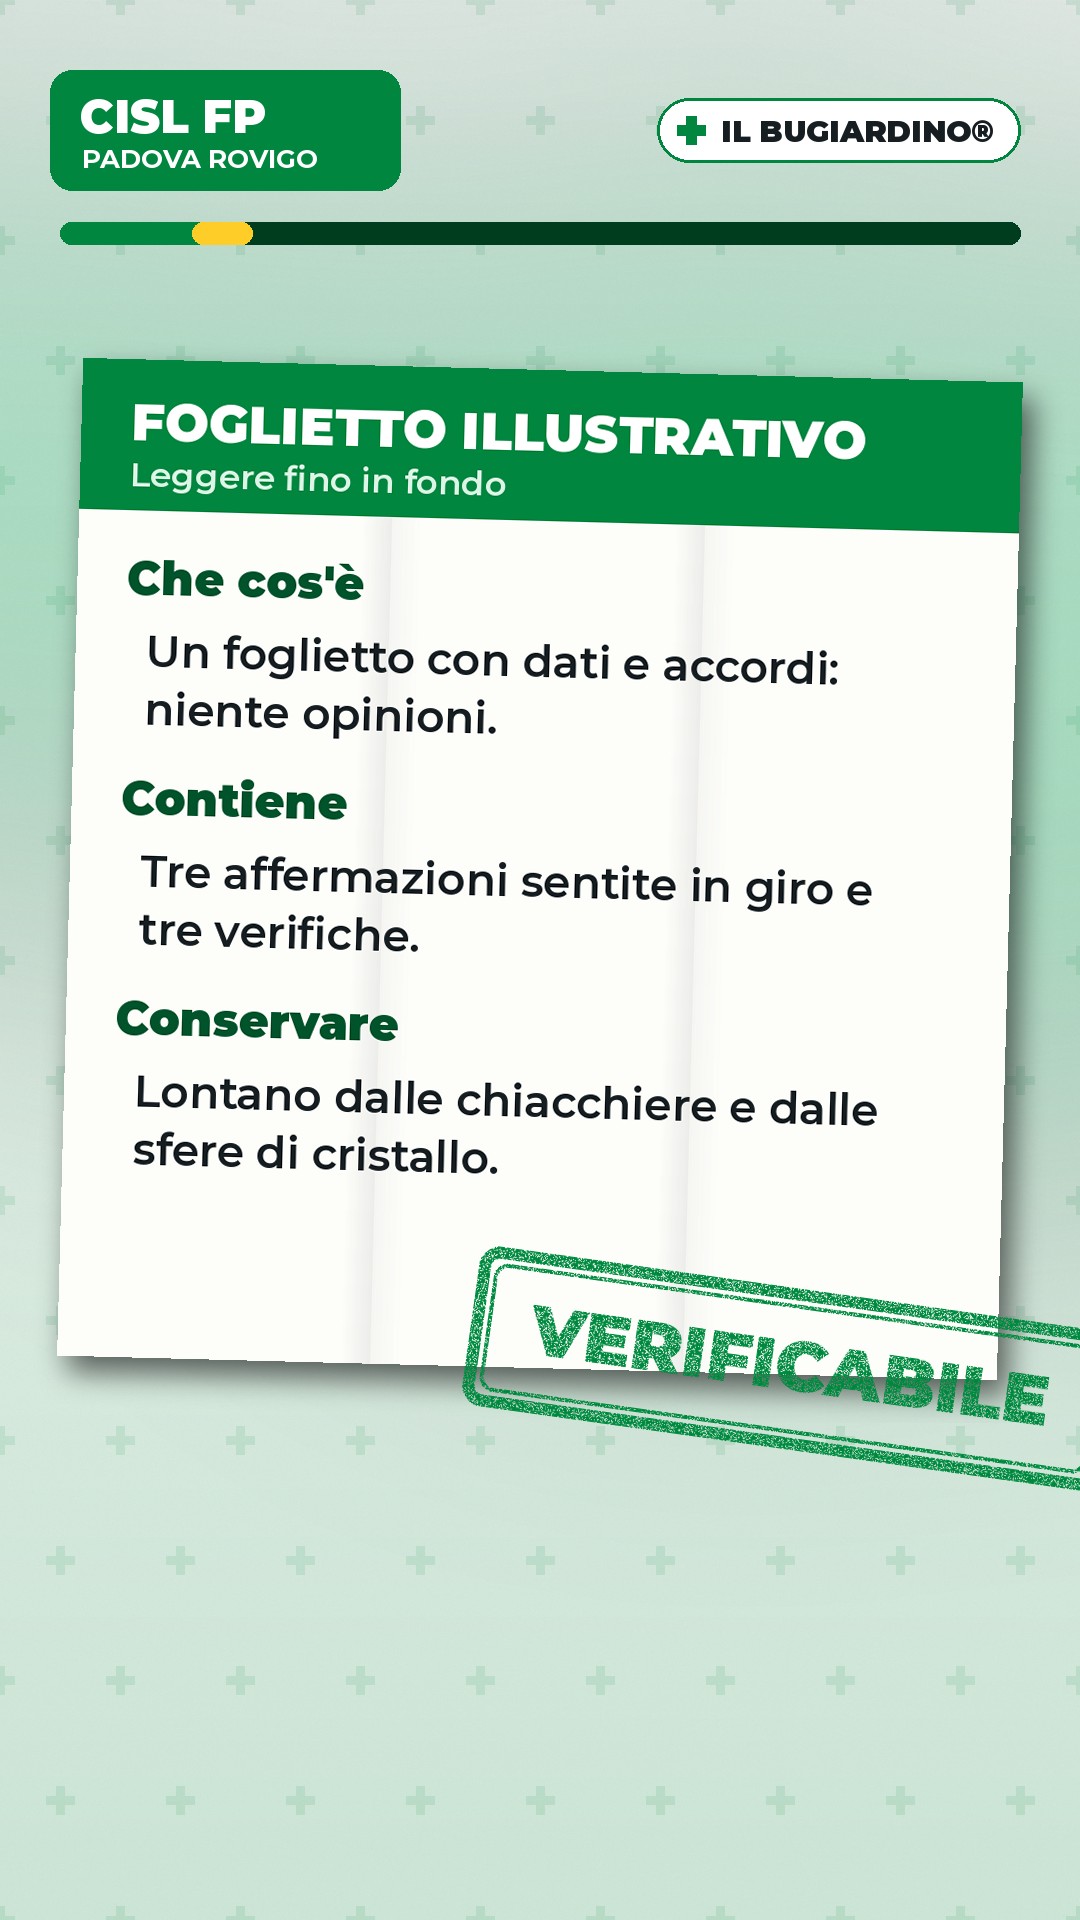 CISL FP
PADOVA ROVIGO
IL BUGIARDINO®
FOGLIETTO ILLUSTRATIVO
Leggere fino in fondo
Che cos'è
Un foglietto con dati e accordi:
niente opinioni.
Contiene
Tre affermazioni sentite in giro e
tre verifiche.
Conservare
Lontano dalle chiacchiere e dalle
sfere di cristallo.
VERIFICABILE